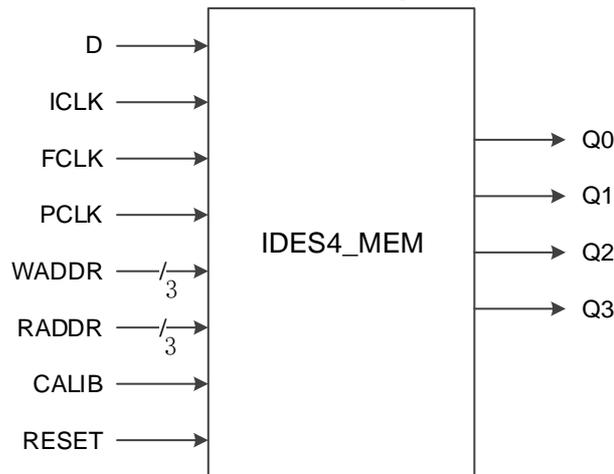 D
ICLK
FCLK
PCLK
WADDR
3
RADDR
3
CALIB
RESET
IDES4_MEM
Q0
Q1
Q2
Q3